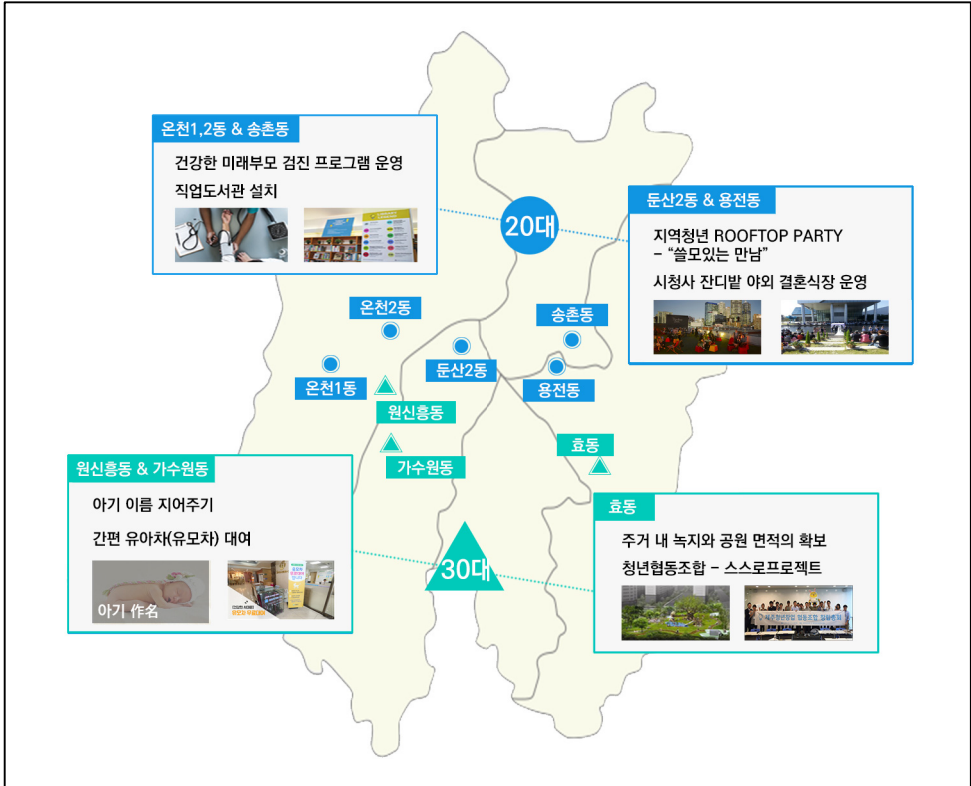 온천1,2동 & 송촌동
건강한 미래부모 검진 프로그램 운영
직업도서관 설치
20대
둔산2동 & 용전동
지역청년 ROOFTOP PARTY
– “쓸모있는 만남”
시청사 잔디밭 야외 결혼식장 운영
온천2동
송촌동
온천1동
둔산2동
용전동
원신흥동
가수원동
효동
원신흥동 & 가수원동
아기 이름 지어주기
간편 유아차(유모차) 대여
아기 作名
유모차 무료대여
30대
효동
주거 내 녹지와 공원 면적의 확보
청년협동조합 – 스스로프로젝트